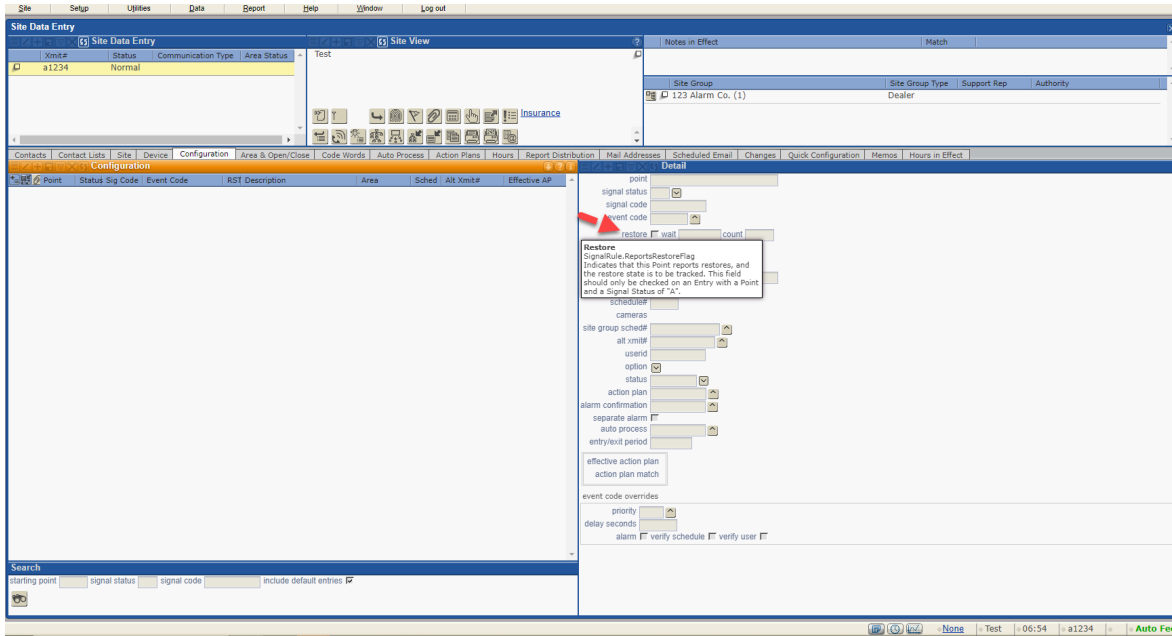 Site Setup Utilities Data Report Help Window Log out
Site Data Entry
Site Data Entry
Xmit# Status Communication Type Area Status
a1234 Normal
Site View
Test
Insurance
Notes in Effect Match
Site Group Site Group Type Support Rep Authority
123 Alarm Co. (1) Dealer
Contacts Contact Lists Site Device Configuration Area & Open/Close Code Words Auto Process Action Plans Hours Report Distribution Mail Addresses Scheduled Email Changes Quick Configuration Memos Hours in Effect
Configuration
Point Status Sig Code Event Code RST Description Area Sched Alt Xmit# Effective AP
Detail
point
signal status
signal code
event code
restore wait count
Restore
SignalRule.ReportsRestoreFlag
Indicates that this Point reports restores, and
the restore state is to be tracked. This field
should only be checked on an Entry with a Point
and a Signal Status of "A".
schedule#
cameras
site group sched#
alt xmit#
userid
option
status
action plan
alarm confirmation
separate alarm
auto process
entry/exit period
effective action plan
action plan match
event code overrides
priority
delay seconds
alarm verify schedule verify user
Search
starting point signal status signal code include default entries
None Test 06:54 a1234 Auto Fe